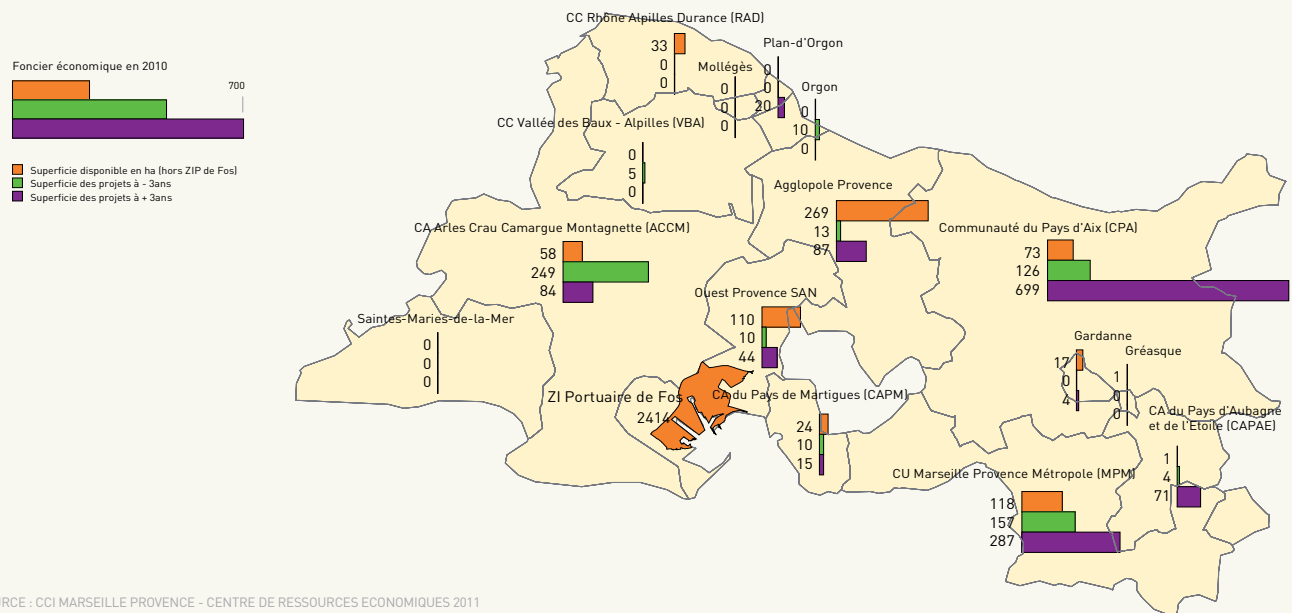 CC Rhône Alpilles Durance (RAD)
33
0
0
Plan-d'Orgon
0
0
20
Foncier économique en 2010
700
Mollégès
0
0
0
Orgon
0
10
0
CC Vallée des Baux - Alpilles (VBA)
0
5
0
Superficie disponible en ha (hors ZIP de Fos)
Superficie des projets à - 3ans
Superficie des projets à + 3ans
Agglopole Provence
269
13
87
CA Arles Crau Camargue Montagnette (ACCM)
58
249
84
Communauté du Pays d'Aix (CPA)
73
126
699
Ouest Provence SAN
110
10
44
Saintes-Maries-de-la-Mer
0
0
0
Gardanne
17
0
4
Gréasque
1
0
0
ZI Portuaire de Fos
2414
CA du Pays de Martigues (CAPM)
24
10
15
CA du Pays d'Aubagne
et de l'Etoile (CAPAE)
1
4
71
CU Marseille Provence Métropole (MPM)
118
157
287
URCE : CCI MARSEILLE PROVENCE - CENTRE DE RESSOURCES ECONOMIQUES 2011